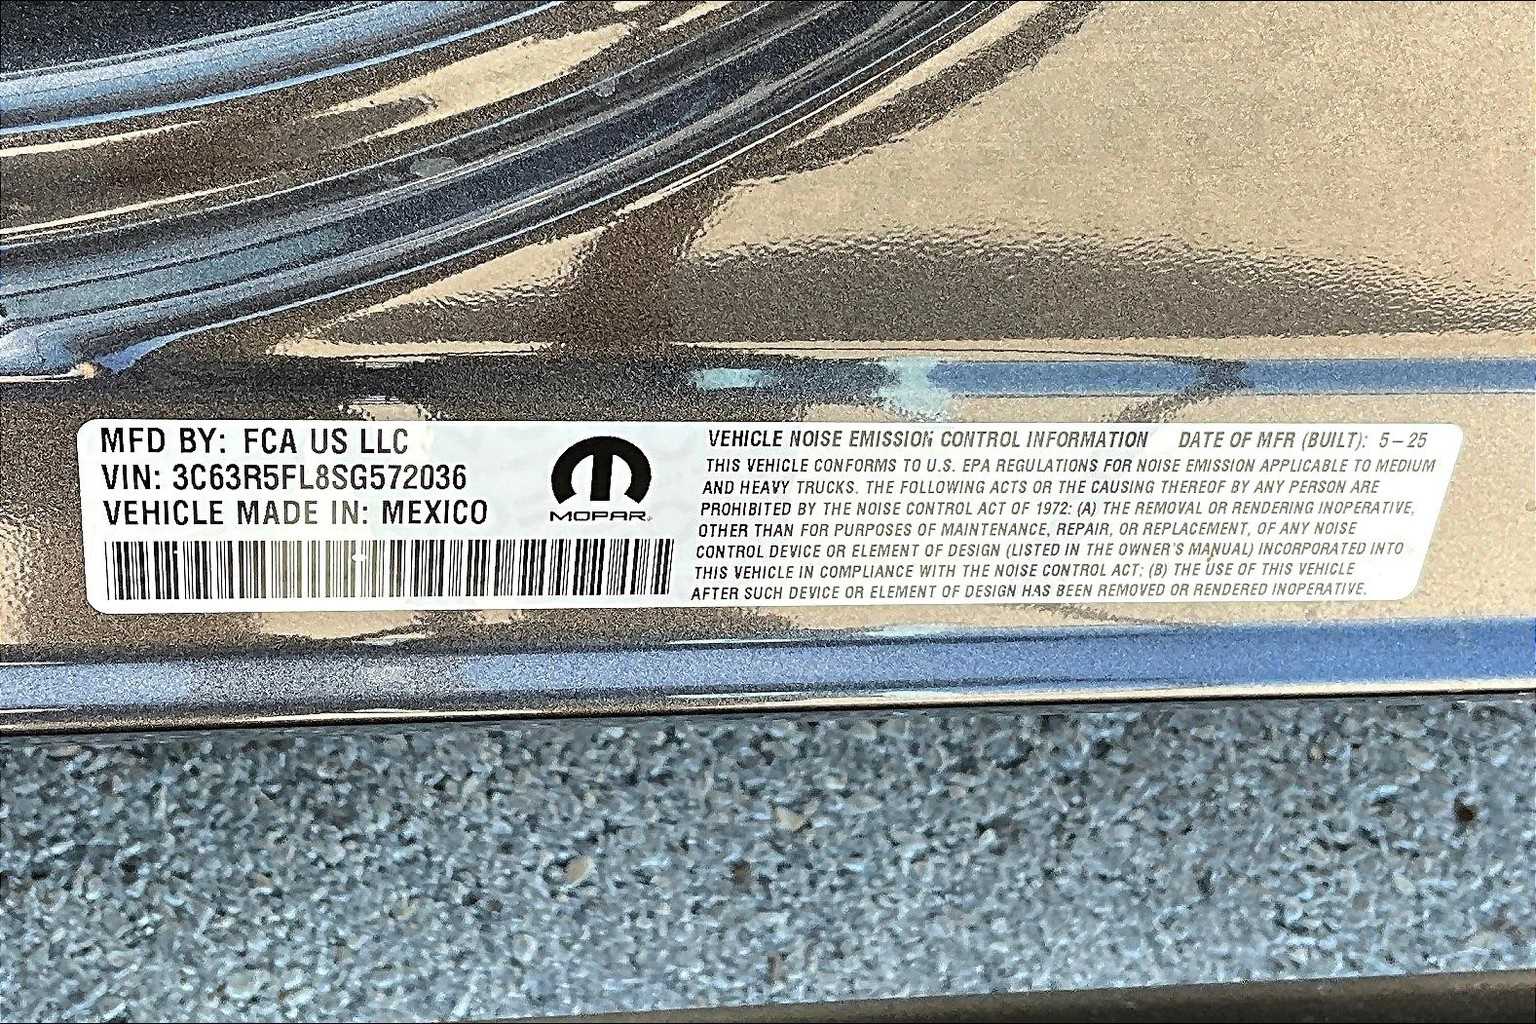 MFD BY: FCA US LLC
VIN: 3C63R5FL8SG572036
VEHICLE MADE IN: MEXICO
MOPAR
VEHICLE NOISE EMISSION CONTROL INFORMATION DATE OF MFR (BUILT): 5-25
THIS VEHICLE CONFORMS TO U.S. EPA REGULATIONS FOR NOISE EMISSION APPLICABLE TO MEDIUM
AND HEAVY TRUCKS. THE FOLLOWING ACTS OR THE CAUSING THEREOF BY ANY PERSON ARE
PROHIBITED BY THE NOISE CONTROL ACT OF 1972: (A) THE REMOVAL OR RENDERING INOPERATIVE,
OTHER THAN FOR PURPOSES OF MAINTENANCE, REPAIR, OR REPLACEMENT, OF ANY NOISE
CONTROL DEVICE OR ELEMENT OF DESIGN (LISTED IN THE OWNER'S MANUAL) INCORPORATED INTO
THIS VEHICLE IN COMPLIANCE WITH THE NOISE CONTROL ACT; (B) THE USE OF THIS VEHICLE
AFTER SUCH DEVICE OR ELEMENT OF DESIGN HAS BEEN REMOVED OR RENDERED INOPERATIVE.